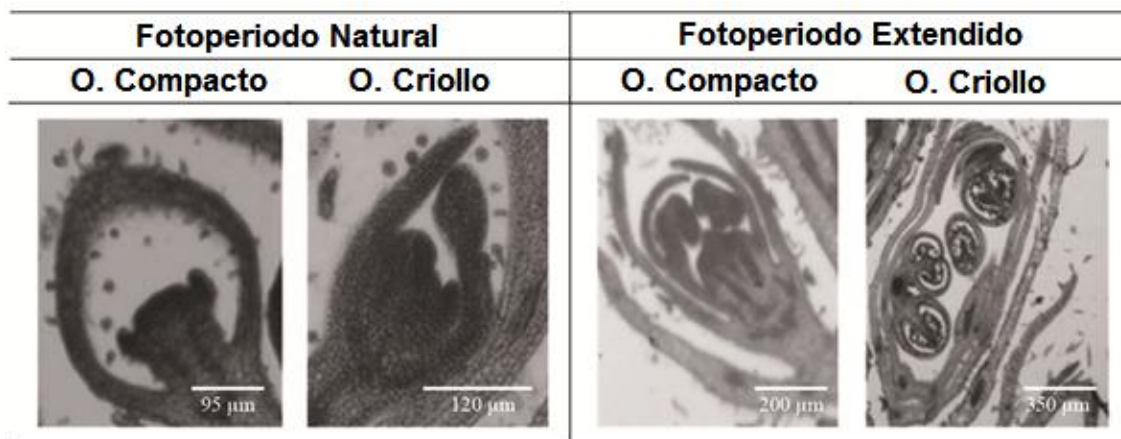 Fotoperiodo Natural Fotoperiodo Extendido
O. Compacto O. Criollo O. Compacto O. Criollo
95 µm 120 µm 200 µm 350 µm